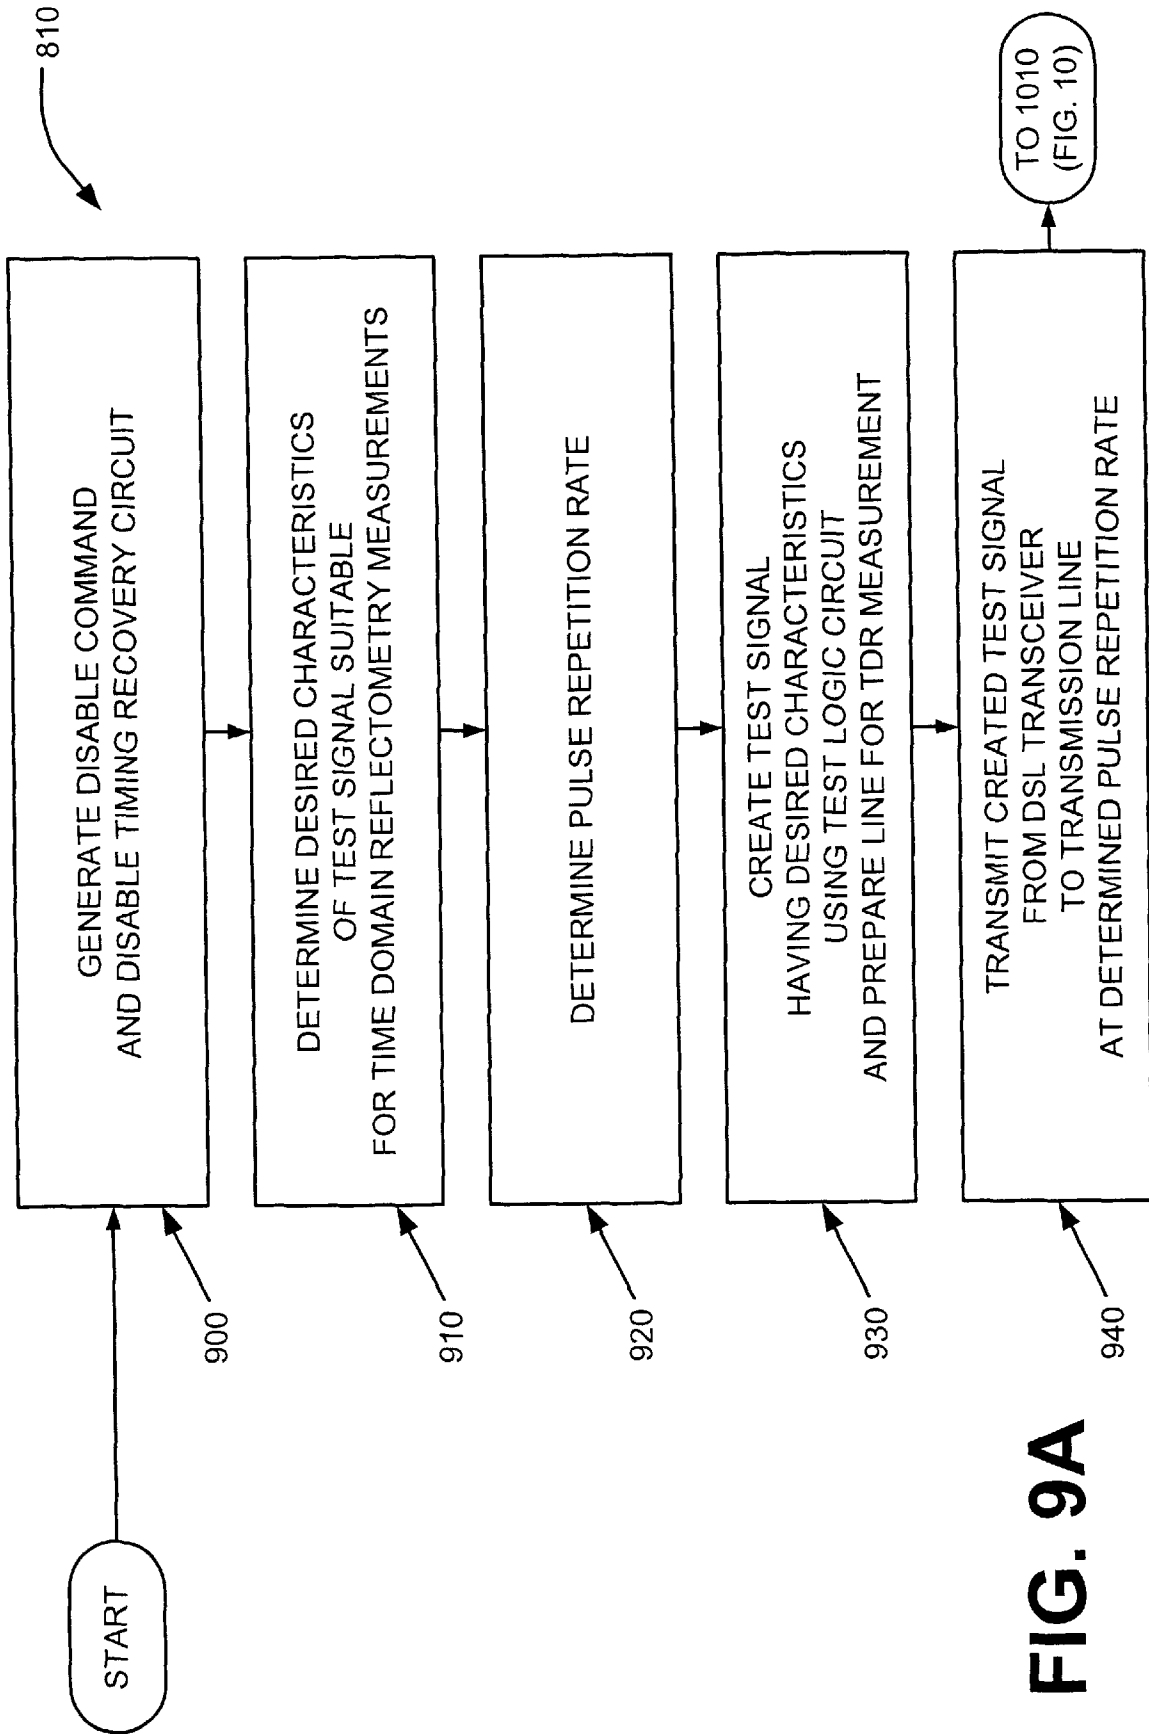 810
START
900
GENERATE DISABLE COMMAND
AND DISABLE TIMING RECOVERY CIRCUIT
910
DETERMINE DESIRED CHARACTERISTICS
OF TEST SIGNAL SUITABLE
FOR TIME DOMAIN REFLECTOMETRY MEASUREMENTS
920
DETERMINE PULSE REPETITION RATE
930
CREATE TEST SIGNAL
HAVING DESIRED CHARACTERISTICS
USING TEST LOGIC CIRCUIT
AND PREPARE LINE FOR TDR MEASUREMENT
940
TRANSMIT CREATED TEST SIGNAL
FROM DSL TRANSCEIVER
TO TRANSMISSION LINE
AT DETERMINED PULSE REPETITION RATE
TO 1010
(FIG. 10)
FIG. 9A